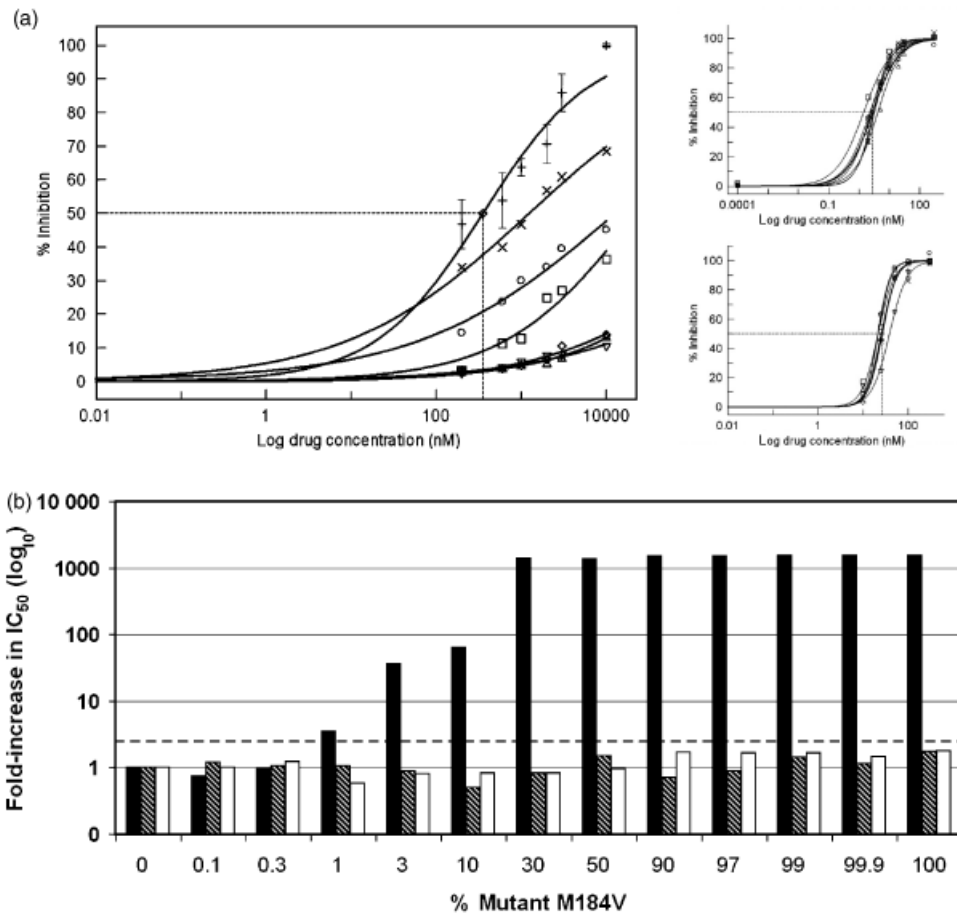 (a)
% Inhibition
100
90
80
70
60
50
40
30
20
10
0
0.01 1 100 10000
Log drug concentration (nM)
% Inhibition
100
80
60
40
20
0
0.0001 0.1 100
Log drug concentration (nM)
% Inhibition
100
80
60
40
20
0
0.01 1 100
Log drug concentration (nM)
(b)
Fold-increase in IC50 (log10)
10 000
1000
100
10
1
0
0 0.1 0.3 1 3 10 30 50 90 97 99 99.9 100
% Mutant M184V